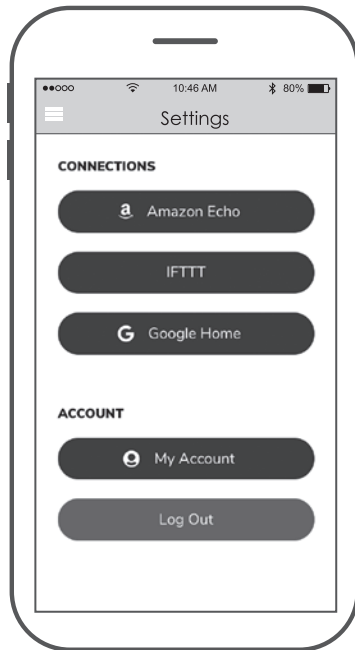 10:46 AM 80%
Settings
CONNECTIONS
a Amazon Echo
IFTTT
G Google Home
ACCOUNT
My Account
Log Out